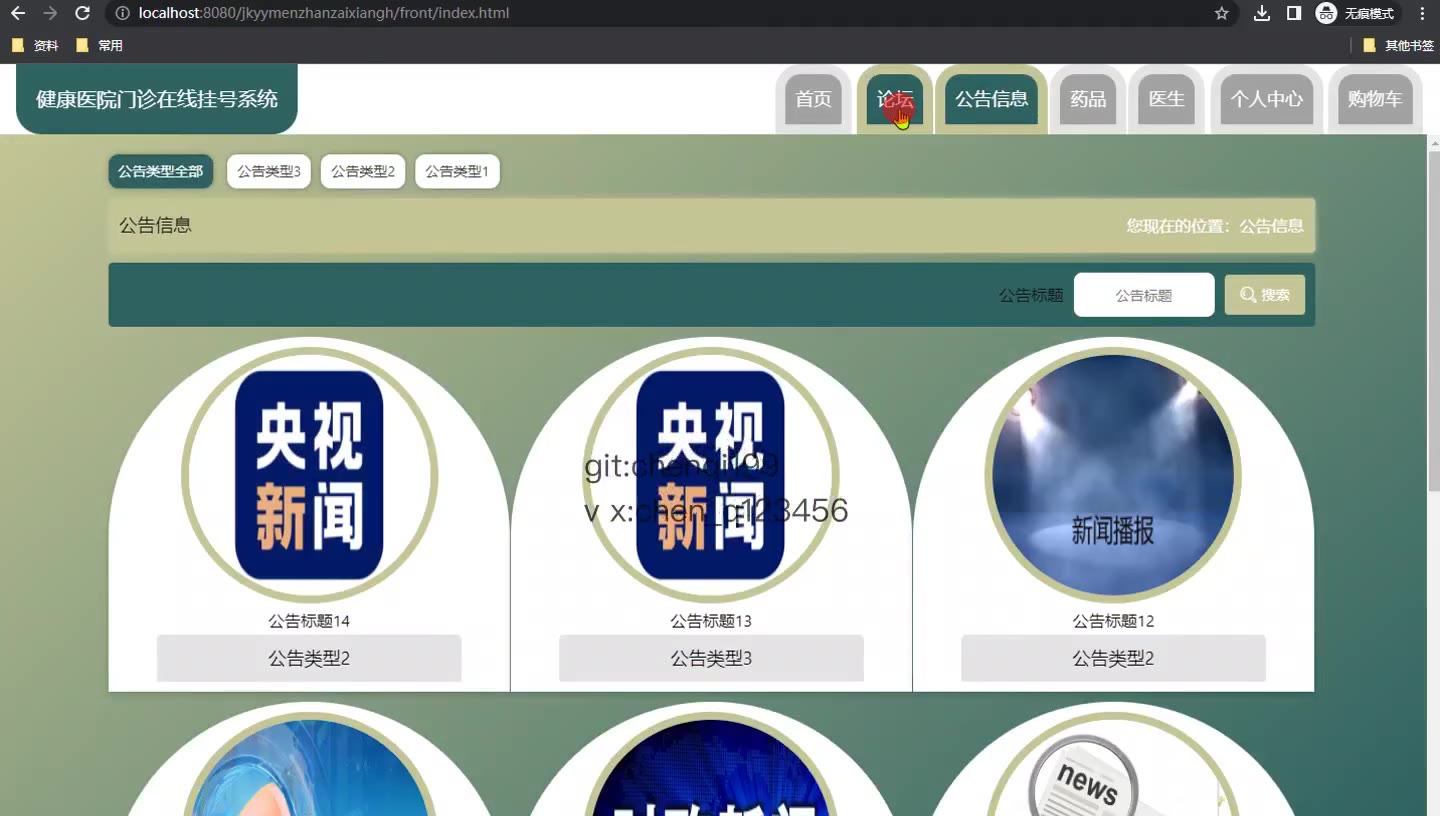 localhost:8080/jkyymenzhanzaixiangh/front/index.html
无痕模式
资料
常用
其他书签
健康医院门诊在线挂号系统
首页
论坛
公告信息
药品
医生
个人中心
购物车
公告类型全部
公告类型3
公告类型2
公告类型1
公告信息
您现在的位置：公告信息
公告标题
公告标题
搜索
央视
新闻
央视
新闻
新闻播报
git:chenqi199
v x:chen_q123456
公告标题14
公告标题13
公告标题12
公告类型2
公告类型3
公告类型2
news